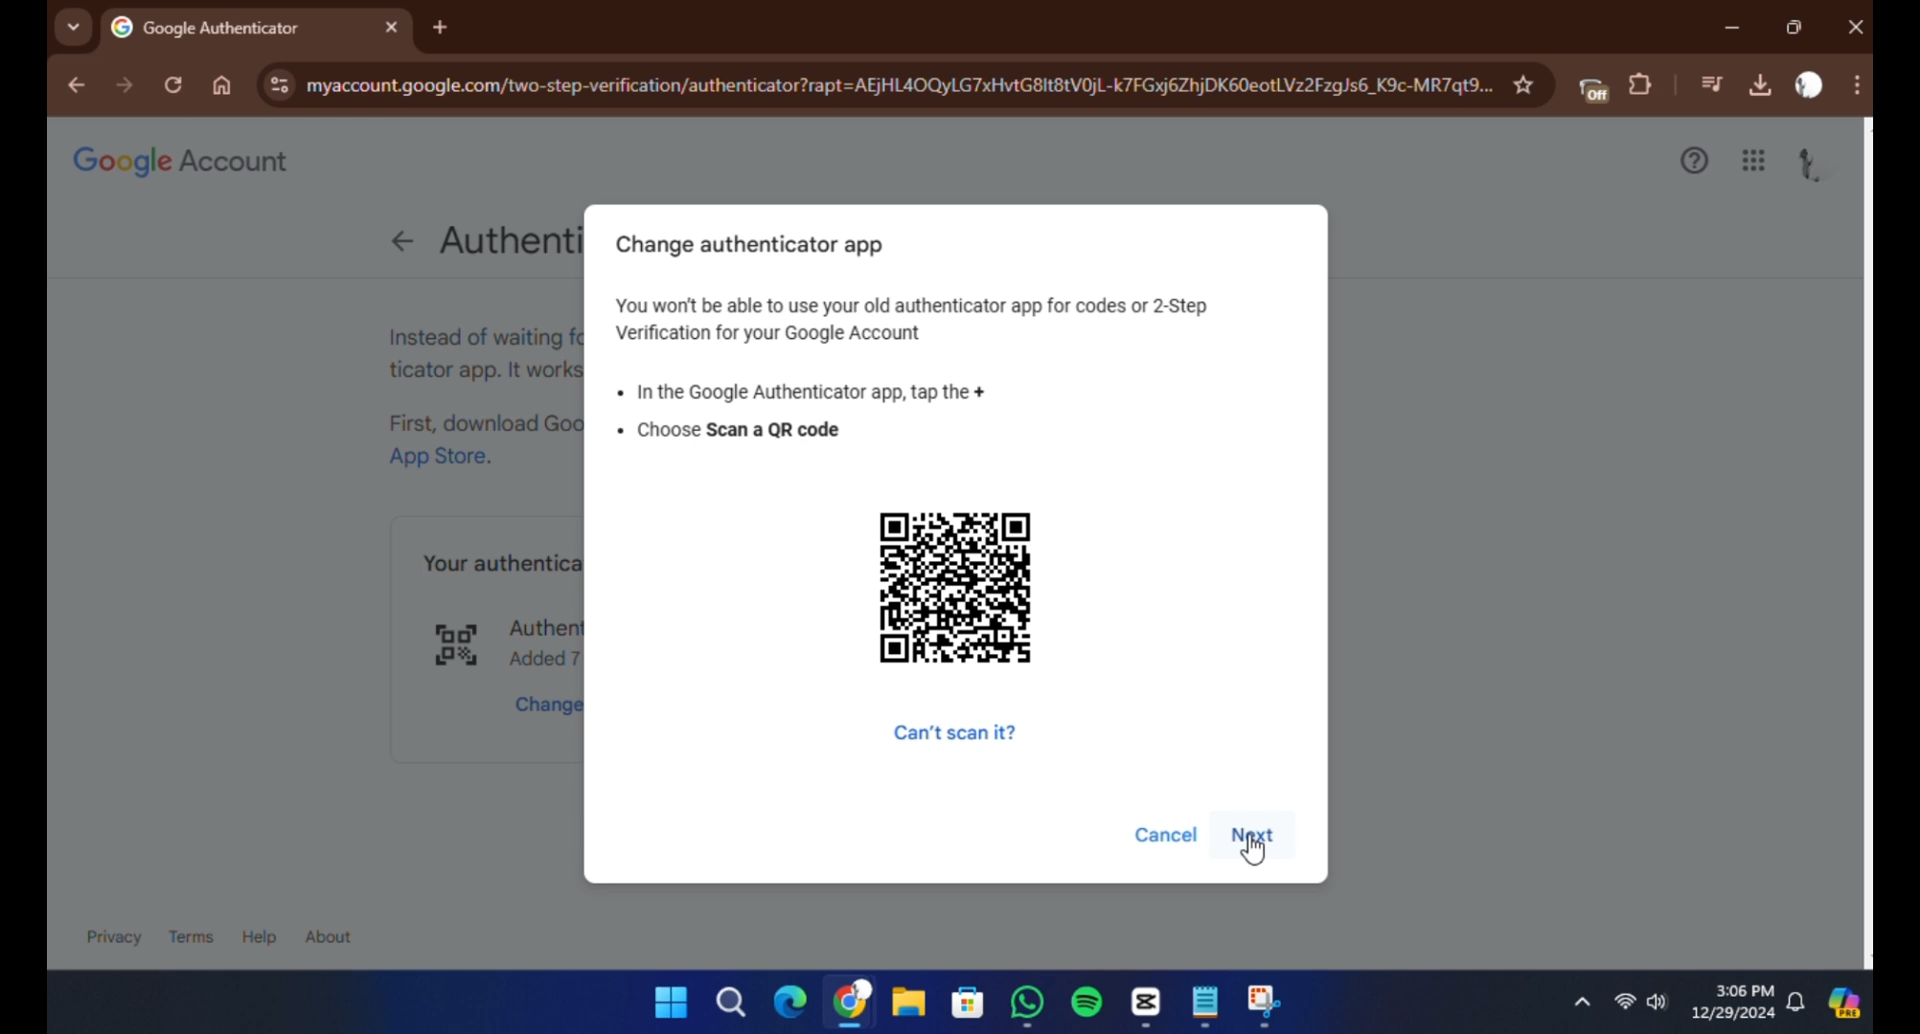 Google Authenticator
myaccount.google.com/two-step-verification/authenticator?rapt=AEjHL4OQyLG7xHvtG8lt8tV0jL-k7FGxj6ZhjDK60eotLVz2FzgJs6_K9c-MR7qt9...
Off
Google Account
Authenti
Change authenticator app
You won't be able to use your old authenticator app for codes or 2-Step
Verification for your Google Account
Instead of waiting fo
ticator app. It works
In the Google Authenticator app, tap the +
First, download Goo
Choose Scan a QR code
App Store.
Your authentica
Authent
Added 7
Change
Can't scan it?
Cancel
Next
Privacy
Terms
Help
About
3:06 PM
12/29/2024
PRE